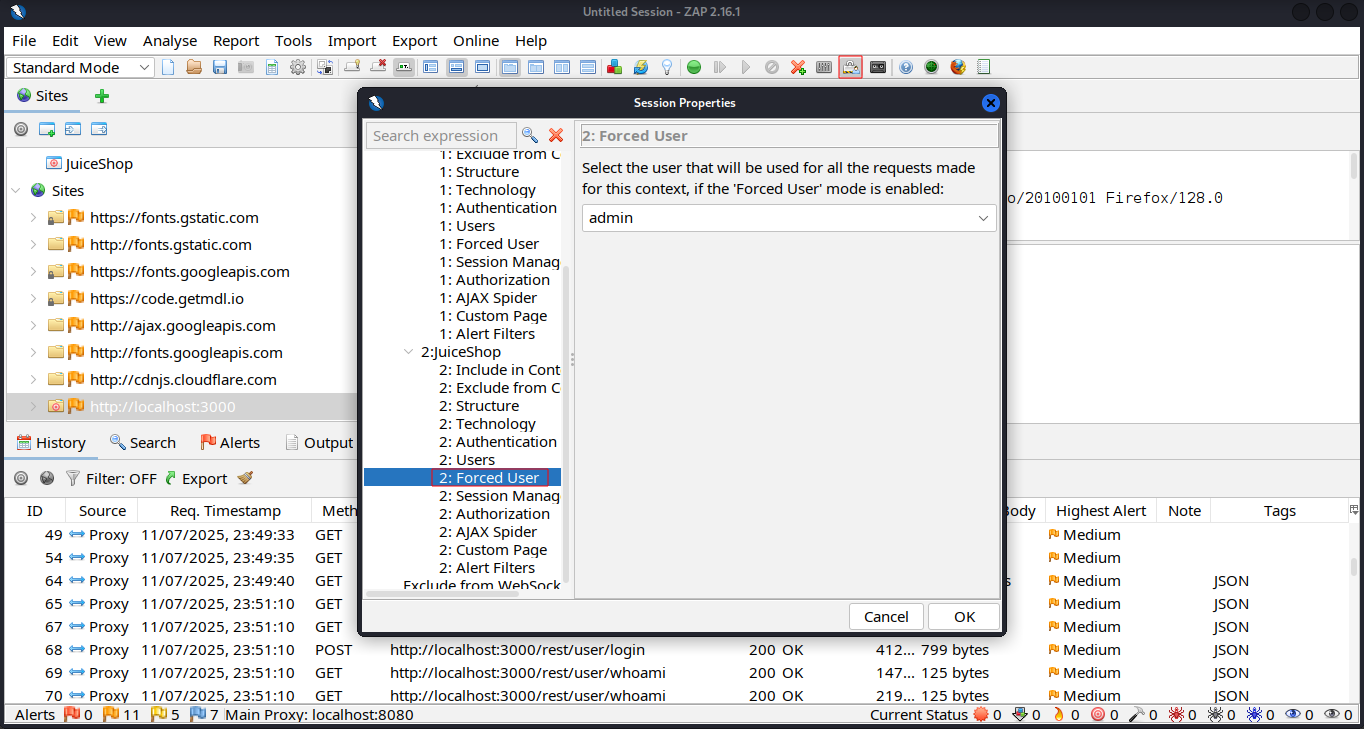 Untitled Session - ZAP 2.16.1
File Edit View Analyse Report Tools Import Export Online Help
Standard Mode
Sites
JuiceShop
Sites
https://fonts.gstatic.com
http://fonts.gstatic.com
https://fonts.googleapis.com
https://code.getmdl.io
http://ajax.googleapis.com
http://fonts.googleapis.com
http://cdnjs.cloudflare.com
http://localhost:3000
Session Properties
Search expression
1: Exclude from C
1: Structure
1: Technology
1: Authentication
1: Users
1: Forced User
1: Session Manag
1: Authorization
1: AJAX Spider
1: Custom Page
1: Alert Filters
2:JuiceShop
2: Include in Cont
2: Exclude from C
2: Structure
2: Technology
2: Authentication
2: Users
2: Forced User
2: Session Manag
2: Authorization
2: AJAX Spider
2: Custom Page
2: Alert Filters
Exclude from WebSock
2: Forced User
Select the user that will be used for all the requests made
for this context, if the 'Forced User' mode is enabled:
admin
Cancel OK
o/20100101 Firefox/128.0
History Search Alerts Output
Filter: OFF Export
ID Source Req. Timestamp Meth Body Highest Alert Note Tags
49 Proxy 11/07/2025, 23:49:33 GET Medium
54 Proxy 11/07/2025, 23:49:35 GET Medium
64 Proxy 11/07/2025, 23:49:40 GET s Medium JSON
65 Proxy 11/07/2025, 23:51:10 GET Medium JSON
67 Proxy 11/07/2025, 23:51:10 GET Medium JSON
68 Proxy 11/07/2025, 23:51:10 POST http://localhost:3000/rest/user/login 200 OK 412... 799 bytes Medium JSON
69 Proxy 11/07/2025, 23:51:10 GET http://localhost:3000/rest/user/whoami 200 OK 147... 125 bytes Medium JSON
70 Proxy 11/07/2025, 23:51:10 GET http://localhost:3000/rest/user/whoami 200 OK 219... 125 bytes Medium JSON
Alerts 0 11 5 7 Main Proxy: localhost:8080 Current Status 0 0 0 0 0 0 0 0 0 0